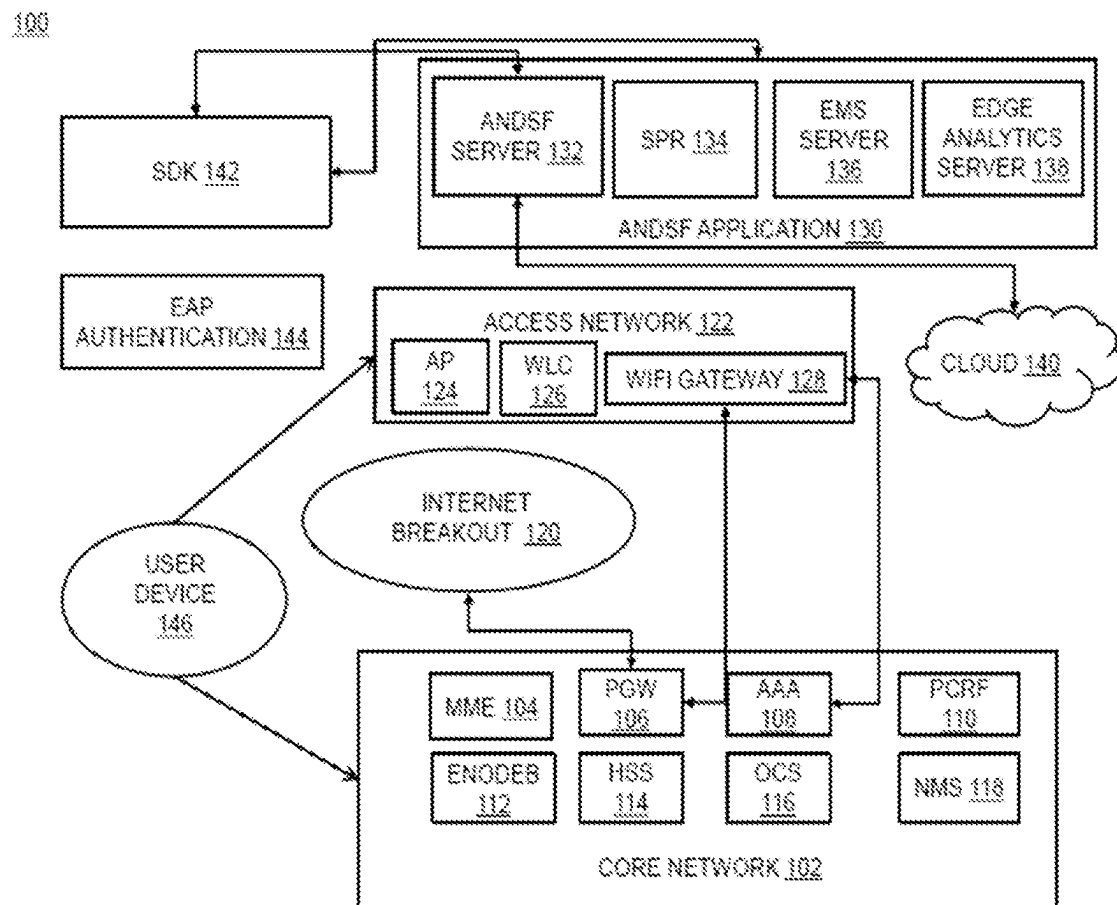 100
SDK 142
ANDSF
SERVER 132
SPR 134
EMS
SERVER
136
EDGE
ANALYTICS
SERVER 138
ANDSF APPLICATION 130
EAP
AUTHENTICATION 144
ACCESS NETWORK 122
AP
124
WLC
126
WIFI GATEWAY 128
CLOUD 140
INTERNET
BREAKOUT 120
USER
DEVICE
146
MME 104
PGW
106
AAA
108
PCRF
110
ENODEB
112
HSS
114
OCS
116
NMS 118
CORE NETWORK 102